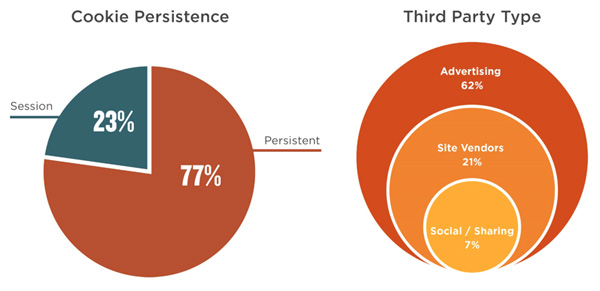 Cookie Persistence
Session
23%
Persistent
77%
Third Party Type
Advertising
62%
Site Vendors
21%
Social / Sharing
7%